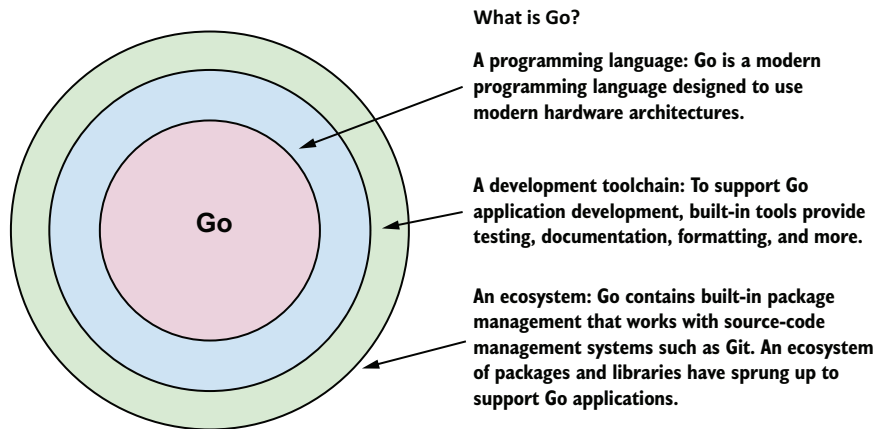 What is Go?
A programming language: Go is a modern
programming language designed to use
modern hardware architectures.
Go
A development toolchain: To support Go
application development, built-in tools provide
testing, documentation, formatting, and more.
An ecosystem: Go contains built-in package
management that works with source-code
management systems such as Git. An ecosystem
of packages and libraries have sprung up to
support Go applications.